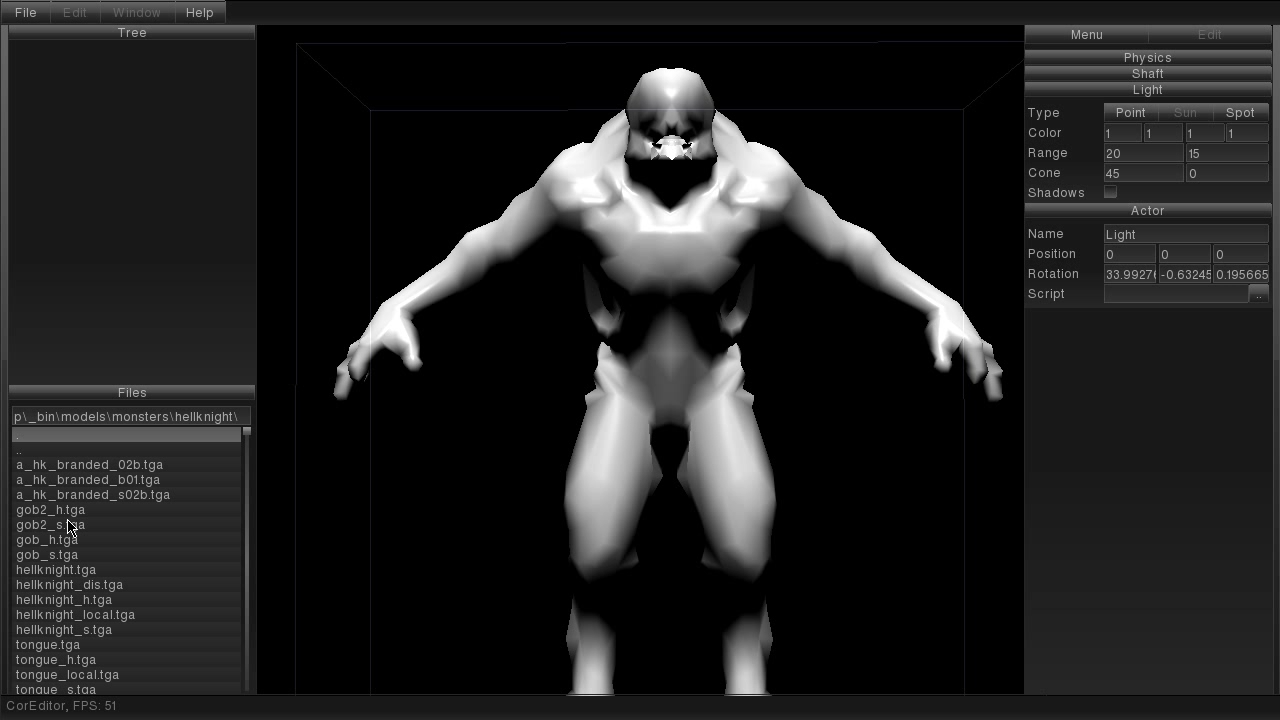 File Edit Window Help
Tree
Files
p\_bin\models\monsters\hellknight\
.
..
a_hk_branded_02b.tga
a_hk_branded_b01.tga
a_hk_branded_s02b.tga
gob2_h.tga
gob2_s.tga
gob_h.tga
gob_s.tga
hellknight.tga
hellknight_dis.tga
hellknight_h.tga
hellknight_local.tga
hellknight_s.tga
tongue.tga
tongue_h.tga
tongue_local.tga
tongue_s.tga
Menu Edit
Physics
Shaft
Light
Type Point Sun Spot
Color 1 1 1 1
Range 20 15
Cone 45 0
Shadows
Actor
Name Light
Position 0 0 0
Rotation 33.9927 -0.63245 0.195665
Script ..
CorEditor, FPS: 51